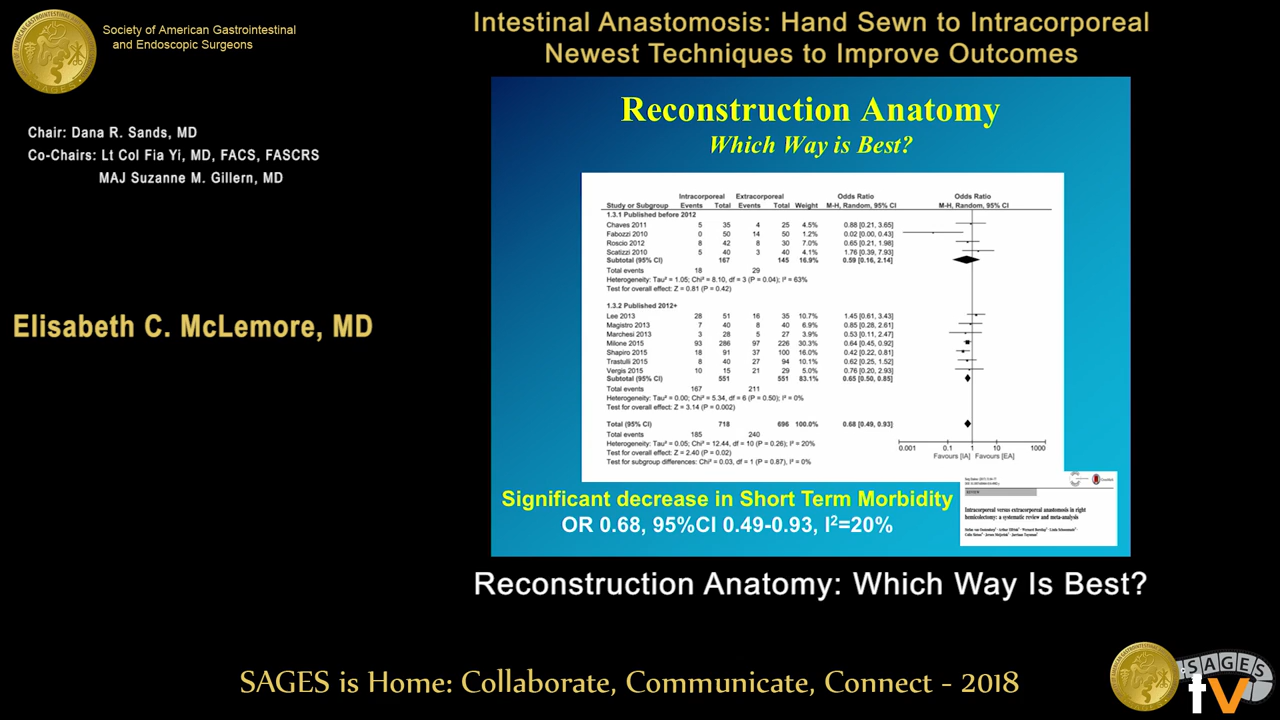 Society of American Gastrointestinal
and Endoscopic Surgeons
Chair: Dana R. Sands, MD
Co-Chairs: Lt Col Fia Yi, MD, FACS, FASCRS
MAJ Suzanne M. Gillern, MD
Elisabeth C. McLemore, MD
Intestinal Anastomosis: Hand Sewn to Intracorporeal
Newest Techniques to Improve Outcomes
Reconstruction Anatomy
Which Way is Best?
Intracorporeal Extracorporeal Odds Ratio Odds Ratio
Study or Subgroup Events Total Events Total Weight M-H, Random, 95% CI M-H, Random, 95% CI
1.3.1 Published before 2012
Chaves 2011 5 35 4 25 4.5% 0.88 [0.21, 3.65]
Fabozzi 2010 0 50 14 50 1.2% 0.02 [0.00, 0.43]
Roscio 2012 8 42 8 30 7.0% 0.65 [0.21, 1.98]
Scatizzi 2010 5 40 3 40 4.1% 1.76 [0.39, 7.93]
Subtotal (95% CI) 167 145 16.9% 0.59 [0.16, 2.14]
Total events 18 29
Heterogeneity: Tau² = 1.05; Chi² = 8.10, df = 3 (P = 0.04); I² = 63%
Test for overall effect: Z = 0.81 (P = 0.42)
1.3.2 Published 2012+
Lee 2013 28 51 16 35 10.7% 1.45 [0.61, 3.43]
Magistro 2013 7 40 8 40 6.9% 0.85 [0.28, 2.61]
Marchesi 2013 3 28 5 27 3.9% 0.53 [0.11, 2.47]
Milone 2015 93 286 97 226 32.0% 0.64 [0.45, 0.92]
Shapiro 2015 18 91 37 100 14.4% 0.42 [0.22, 0.81]
Trastulli 2015 8 40 27 94 10.1% 0.62 [0.25, 1.52]
Vergis 2015 10 15 21 29 5.0% 0.76 [0.20, 2.93]
Subtotal (95% CI) 551 551 83.1% 0.65 [0.50, 0.85]
Total events 167 211
Heterogeneity: Tau² = 0.00; Chi² = 5.34, df = 6 (P = 0.50); I² = 0%
Test for overall effect: Z = 3.14 (P = 0.002)
Total (95% CI) 718 696 100.0% 0.68 [0.49, 0.93]
Total events 185 240
Heterogeneity: Tau² = 0.05; Chi² = 12.44, df = 10 (P = 0.26); I² = 20%
Test for overall effect: Z = 2.40 (P = 0.02)
Test for subgroup differences: Chi² = 0.03, df = 1 (P = 0.87), I² = 0%
0.001 0.1 1 10 1000
Favours [IA] Favours [EA]
Significant decrease in Short Term Morbidity
OR 0.68, 95%CI 0.49-0.93, I²=20%
Intracorporeal versus extracorporeal anastomosis in right
hemicolectomy: a systematic review and meta-analysis
Reconstruction Anatomy: Which Way Is Best?
SAGES is Home: Collaborate, Communicate, Connect - 2018
SAGES
tv